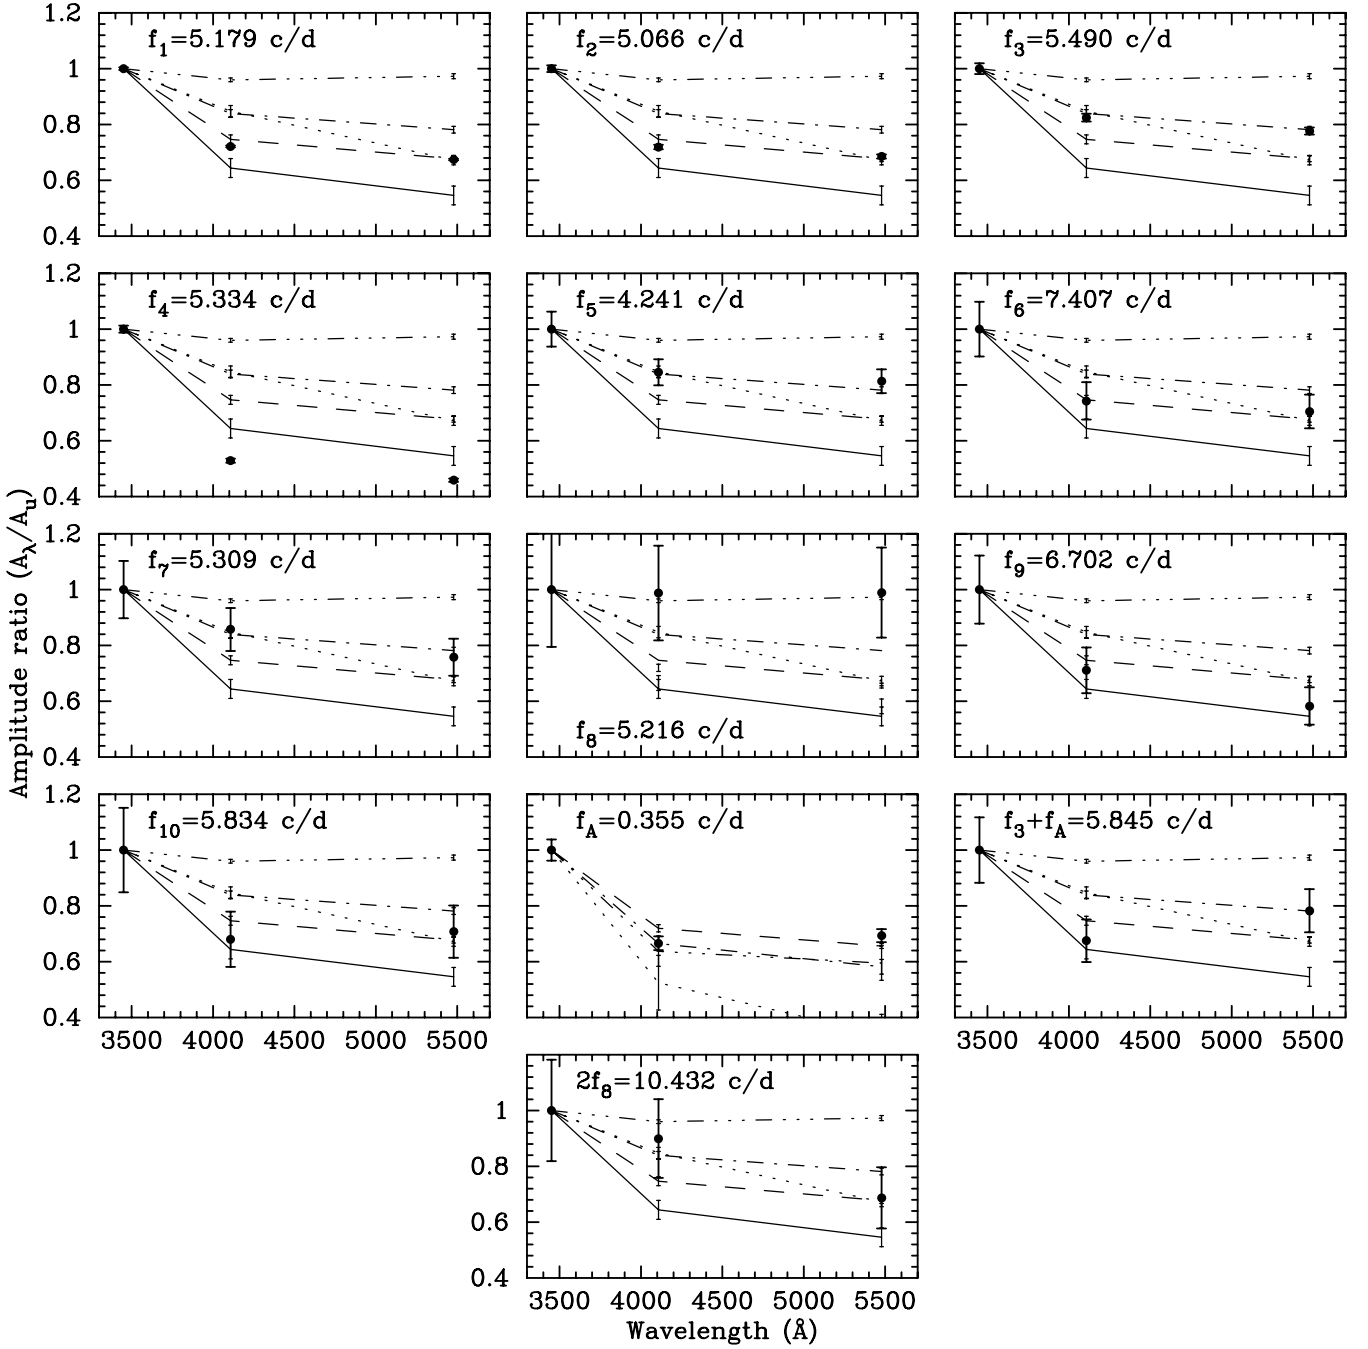 1.2
1
0.8
0.6
0.4
f1=5.179 c/d
f2=5.066 c/d
f3=5.490 c/d
1.2
1
0.8
0.6
0.4
f4=5.334 c/d
f5=4.241 c/d
f6=7.407 c/d
Amplitude ratio (Aλ/Au)
1.2
1
0.8
0.6
0.4
f7=5.309 c/d
f8=5.216 c/d
f9=6.702 c/d
1.2
1
0.8
0.6
0.4
f10=5.834 c/d
fA=0.355 c/d
f3+fA=5.845 c/d
3500 4000 4500 5000 5500
3500 4000 4500 5000 5500
1
0.8
0.6
0.4
2f8=10.432 c/d
3500 4000 4500 5000 5500
Wavelength (Å)